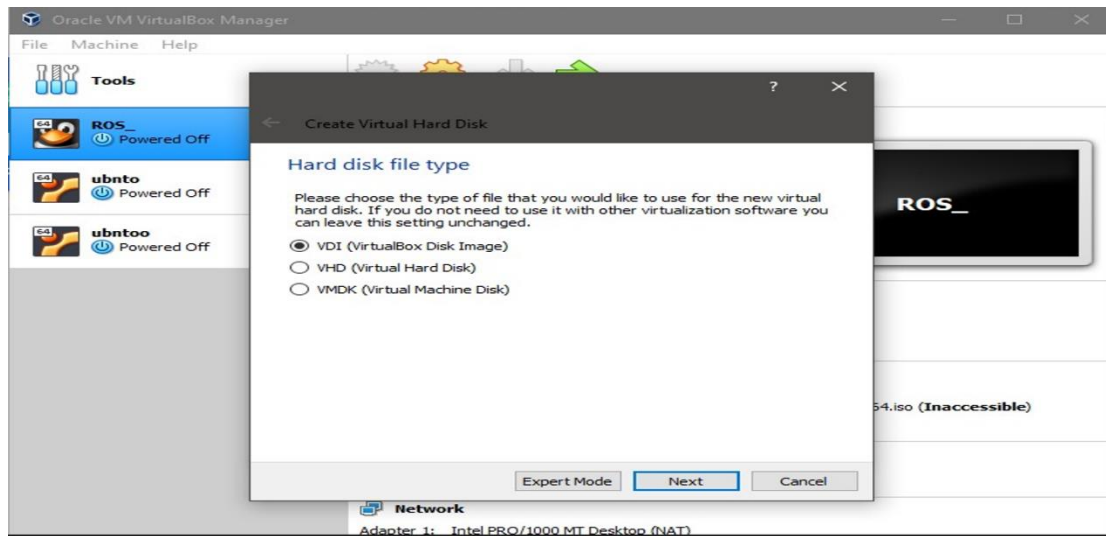 Oracle VM VirtualBox Manager
File Machine Help
Tools
64 ROS_
Powered Off
64 ubnto
Powered Off
64 ubntoo
Powered Off
?
Create Virtual Hard Disk
Hard disk file type
Please choose the type of file that you would like to use for the new virtual
hard disk. If you do not need to use it with other virtualization software you
can leave this setting unchanged.
VDI (VirtualBox Disk Image)
VHD (Virtual Hard Disk)
VMDK (Virtual Machine Disk)
Expert Mode Next Cancel
ROS_
54.iso (Inaccessible)
Network
Adapter 1: Intel PRO/1000 MT Desktop (NAT)